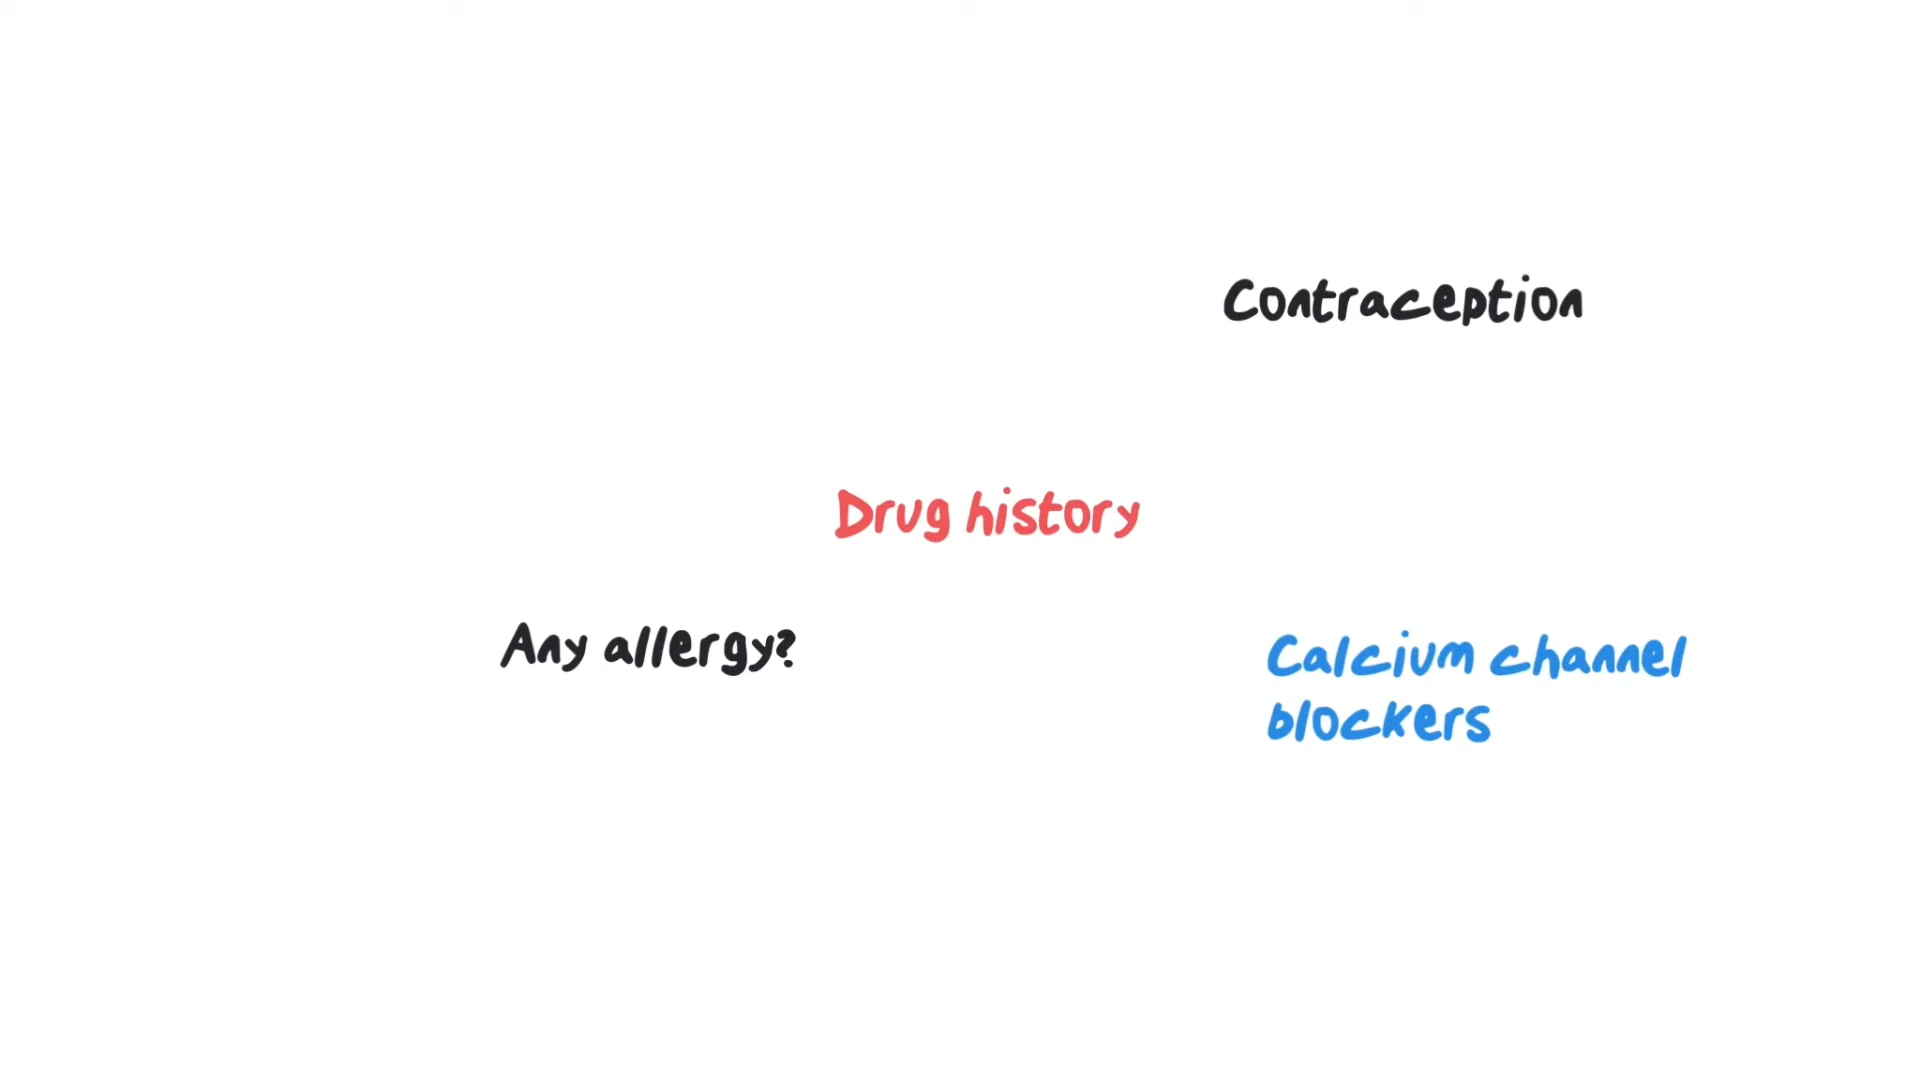 Contraception
Drug history
Any allergy?
Calcium channel
blockers